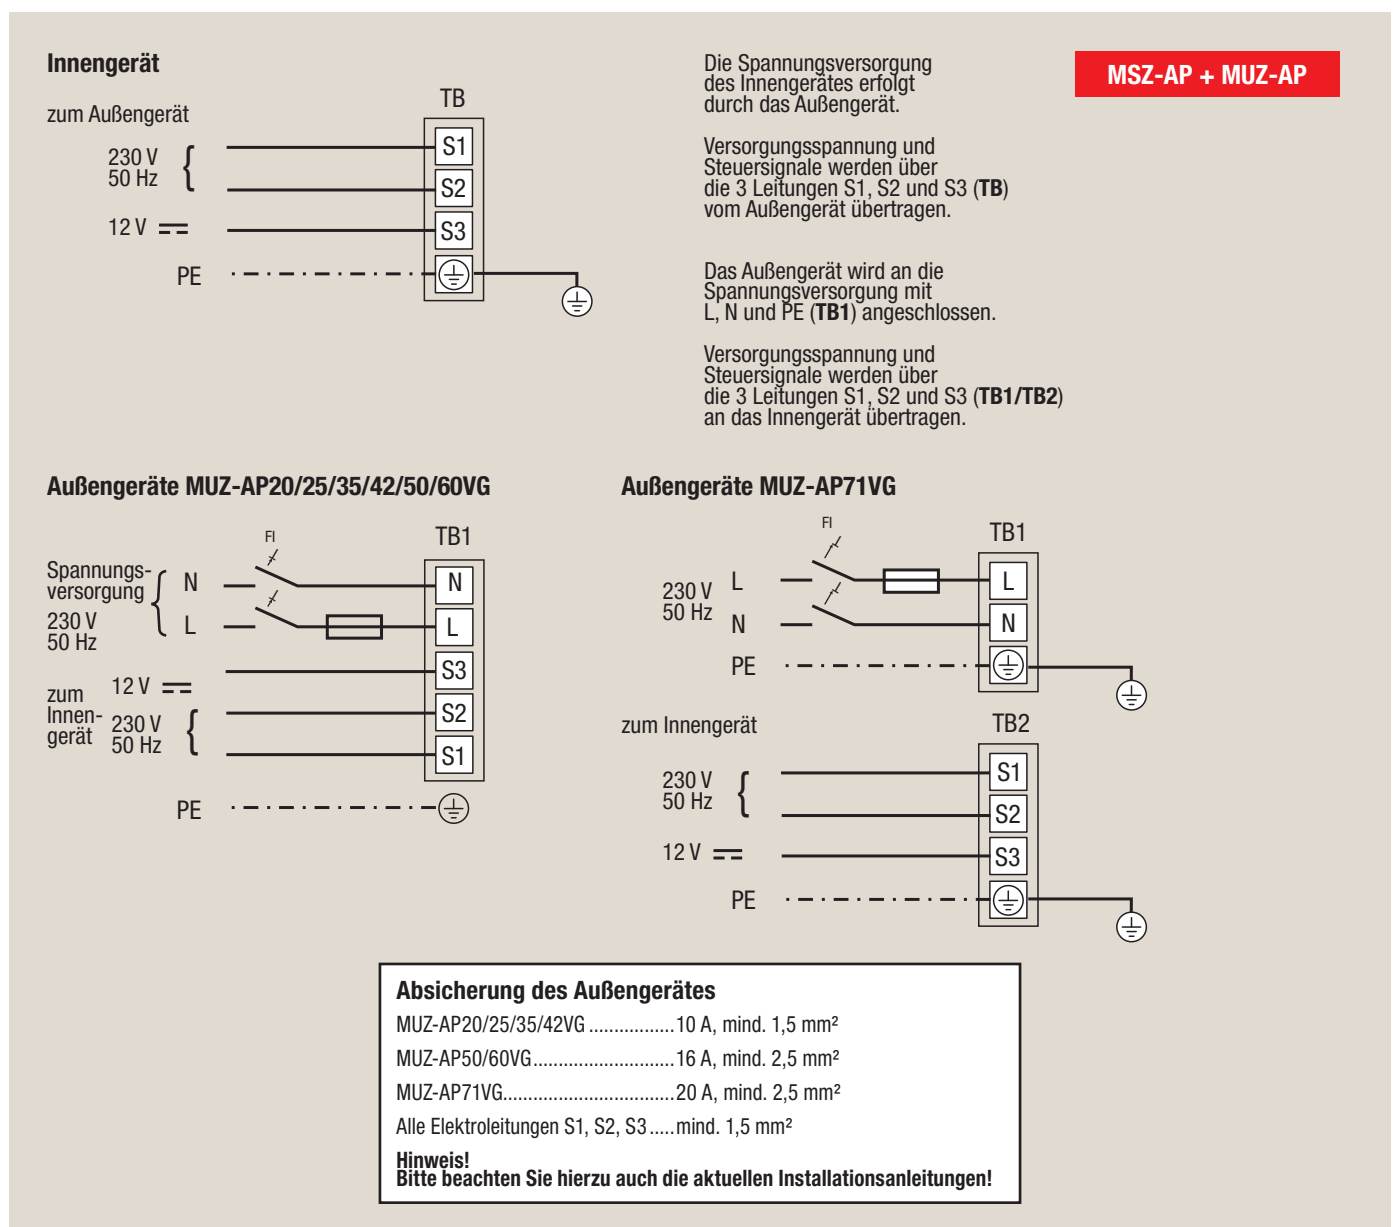 Innengerät
zum Außengerät
TB
230 V
50 Hz
S1
S2
12 V
S3
PE
Die Spannungsversorgung
des Innengerätes erfolgt
durch das Außengerät.
Versorgungsspannung und
Steuersignale werden über
die 3 Leitungen S1, S2 und S3 (TB)
vom Außengerät übertragen.
Das Außengerät wird an die
Spannungsversorgung mit
L, N und PE (TB1) angeschlossen.
Versorgungsspannung und
Steuersignale werden über
die 3 Leitungen S1, S2 und S3 (TB1/TB2)
an das Innengerät übertragen.
MSZ-AP + MUZ-AP
Außengeräte MUZ-AP20/25/35/42/50/60VG
FI
TB1
Spannungs-
versorgung
230 V
50 Hz
N
N
L
L
zum
Innen-
gerät
12 V
S3
230 V
50 Hz
S2
S1
PE
Außengeräte MUZ-AP71VG
FI
TB1
230 V
50 Hz
L
L
N
N
PE
zum Innengerät
TB2
230 V
50 Hz
S1
S2
12 V
S3
PE
Absicherung des Außengerätes
MUZ-AP20/25/35/42VG .................10 A, mind. 1,5 mm²
MUZ-AP50/60VG............................16 A, mind. 2,5 mm²
MUZ-AP71VG..................................20 A, mind. 2,5 mm²
Alle Elektroleitungen S1, S2, S3 .....mind. 1,5 mm²
Hinweis!
Bitte beachten Sie hierzu auch die aktuellen Installationsanleitungen!